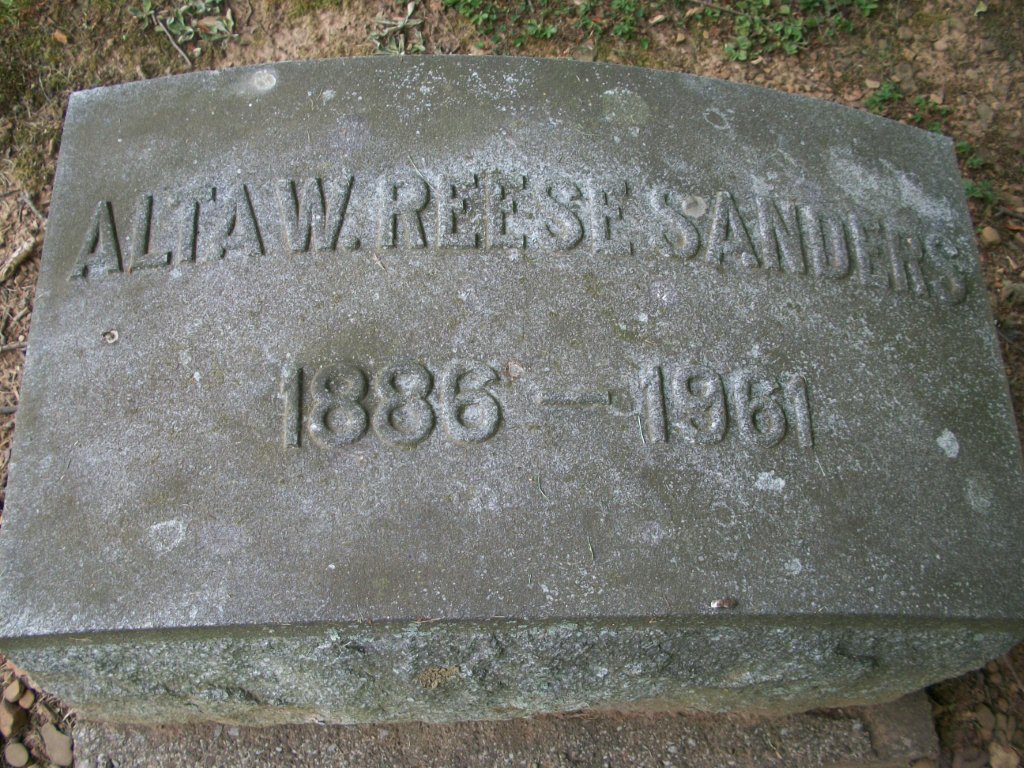 ALTA W. REESE SANDERS
1886 — 1961